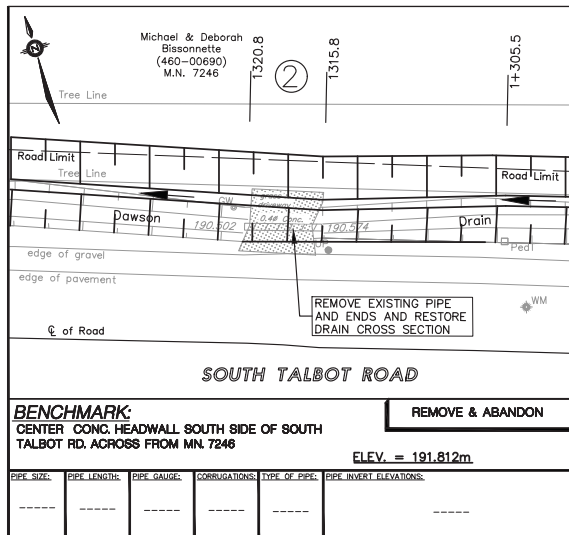 Michael & Deborah
Bissonnette
(460-00690)
M.N. 7246
1320.8
2
1315.8
1+305.5
N
Tree Line
Road Limit
Tree Line
Road Limit
GW
grass
driveway
Dawson
0.4Ø Conc.
Drain
190.502
190.574
Ped
edge of gravel
edge of pavement
WM
REMOVE EXISTING PIPE
AND ENDS AND RESTORE
DRAIN CROSS SECTION
℄ of Road
SOUTH TALBOT ROAD
BENCHMARK:
CENTER CONC. HEADWALL SOUTH SIDE OF SOUTH
TALBOT RD. ACROSS FROM MN. 7246
REMOVE & ABANDON
ELEV. = 191.812m
PIPE SIZE: PIPE LENGTH: PIPE GAUGE: CORRUGATIONS: TYPE OF PIPE: PIPE INVERT ELEVATIONS:
----- ----- ----- ----- ----- -----